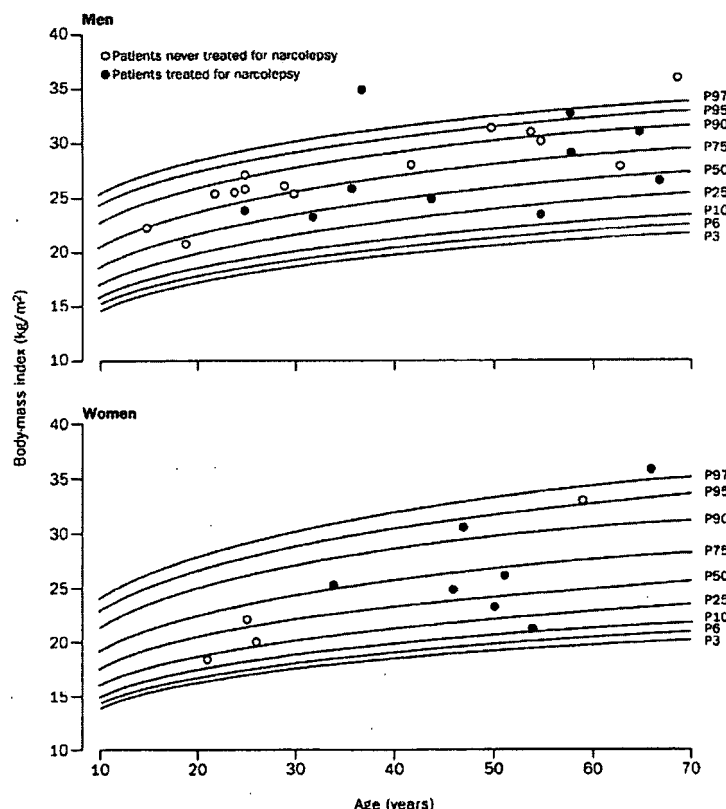 Men
Patients never treated for narcolepsy
Patients treated for narcolepsy
40
35
30
25
20
15
10
P97
P95
P90
P75
P50
P25
P10
P6
P3
Body-mass index (kg/m²)
Women
40
35
30
25
20
15
10
P97
P95
P90
P75
P50
P25
P10
P6
P3
10 20 30 40 50 60 70
Age (years)